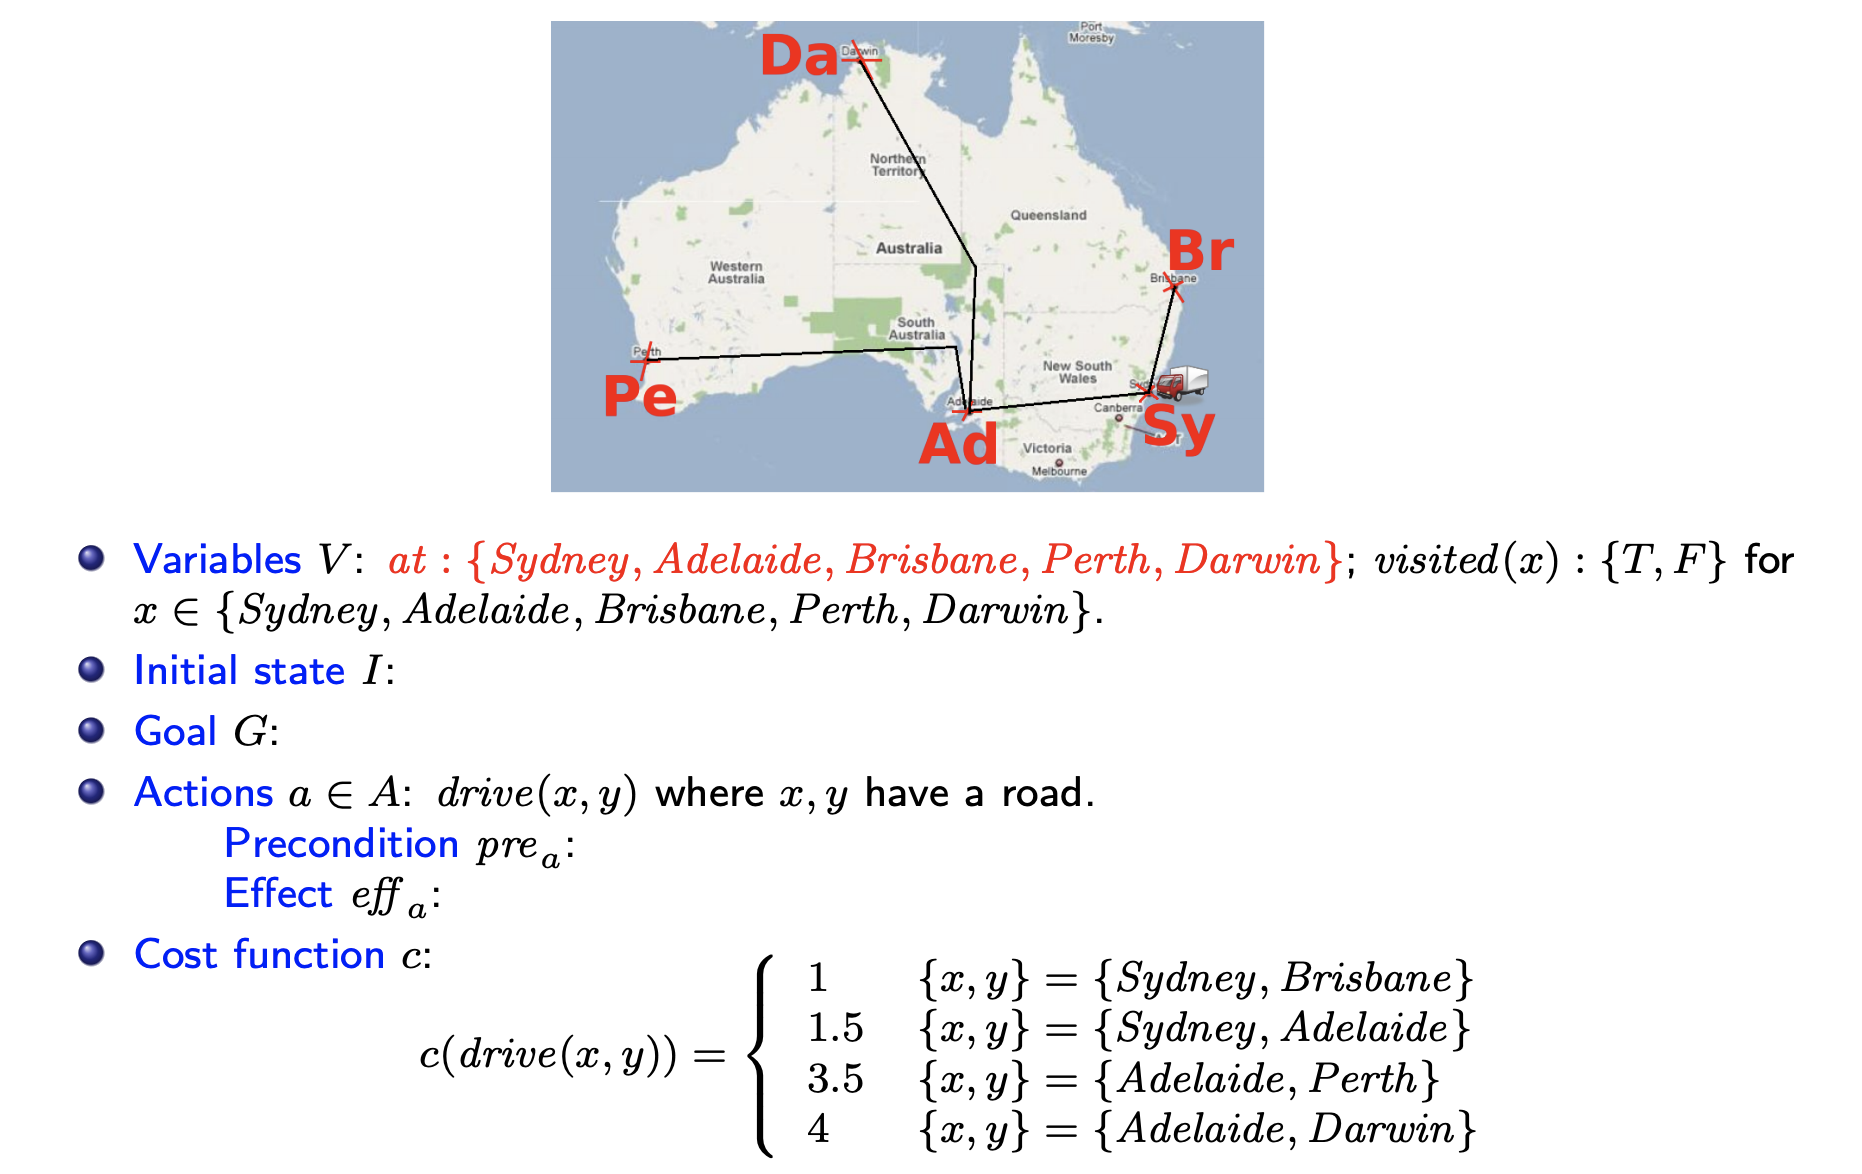 Port
Moresby
Da
Darwin
Northern
Territory
Queensland
Br
Brisbane
Australia
Western
Australia
South
Australia
Perth
Pe
New South
Wales
Adelaide
Ad
Canberra
Sy
Victoria
Melbourne
Variables V: at : {Sydney, Adelaide, Brisbane, Perth, Darwin}; visited(x) : {T, F} for
x ∈ {Sydney, Adelaide, Brisbane, Perth, Darwin}.
Initial state I:
Goal G:
Actions a ∈ A: drive(x, y) where x, y have a road.
Precondition pre_a:
Effect eff_a:
Cost function c:
1 {x, y} = {Sydney, Brisbane}
1.5 {x, y} = {Sydney, Adelaide}
c(drive(x, y)) = {
3.5 {x, y} = {Adelaide, Perth}
4 {x, y} = {Adelaide, Darwin}